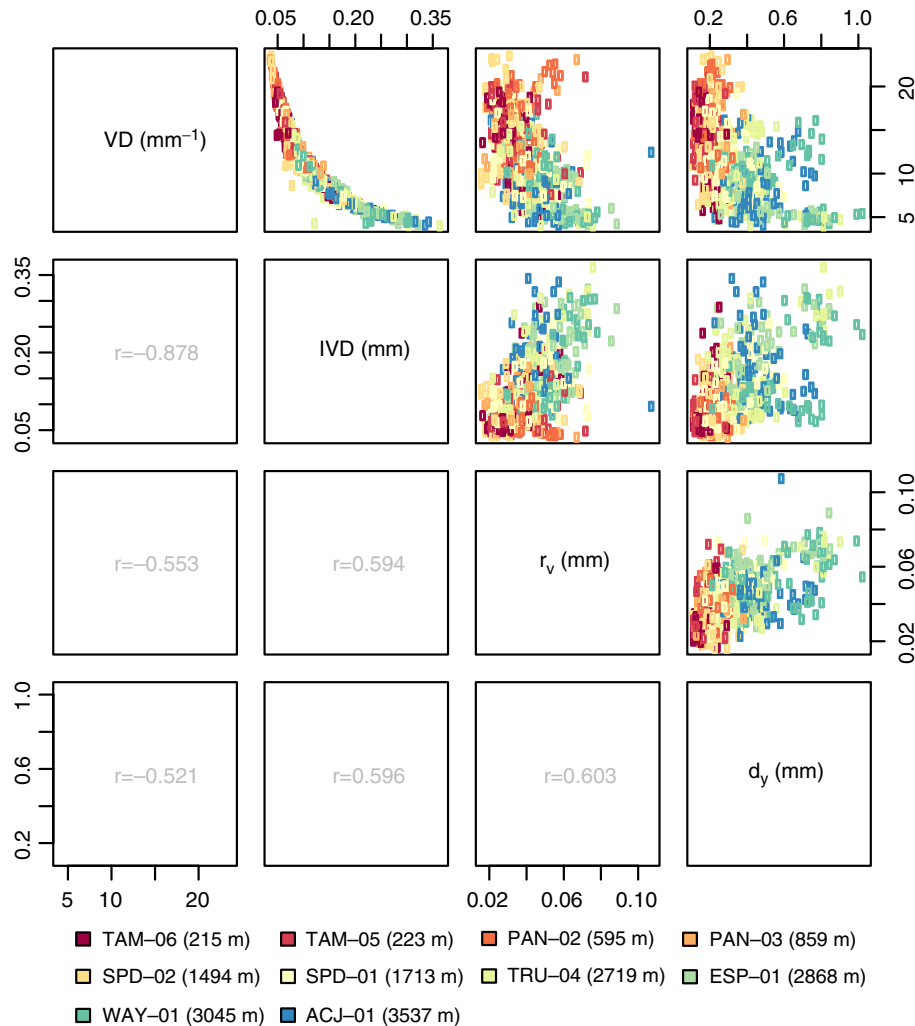 0.05 0.20 0.35 0.2 0.6 1.0
VD (mm⁻¹)
5 10 20
0.05 0.20 0.35
r=−0.878
IVD (mm)
r=−0.553
r=0.594
rᵥ (mm)
0.02 0.06 0.10
0.2 0.6 1.0
r=−0.521
r=0.596
r=0.603
d_y (mm)
5 10 20 0.02 0.06 0.10
TAM−06 (215 m) TAM−05 (223 m) PAN−02 (595 m) PAN−03 (859 m)
SPD−02 (1494 m) SPD−01 (1713 m) TRU−04 (2719 m) ESP−01 (2868 m)
WAY−01 (3045 m) ACJ−01 (3537 m)